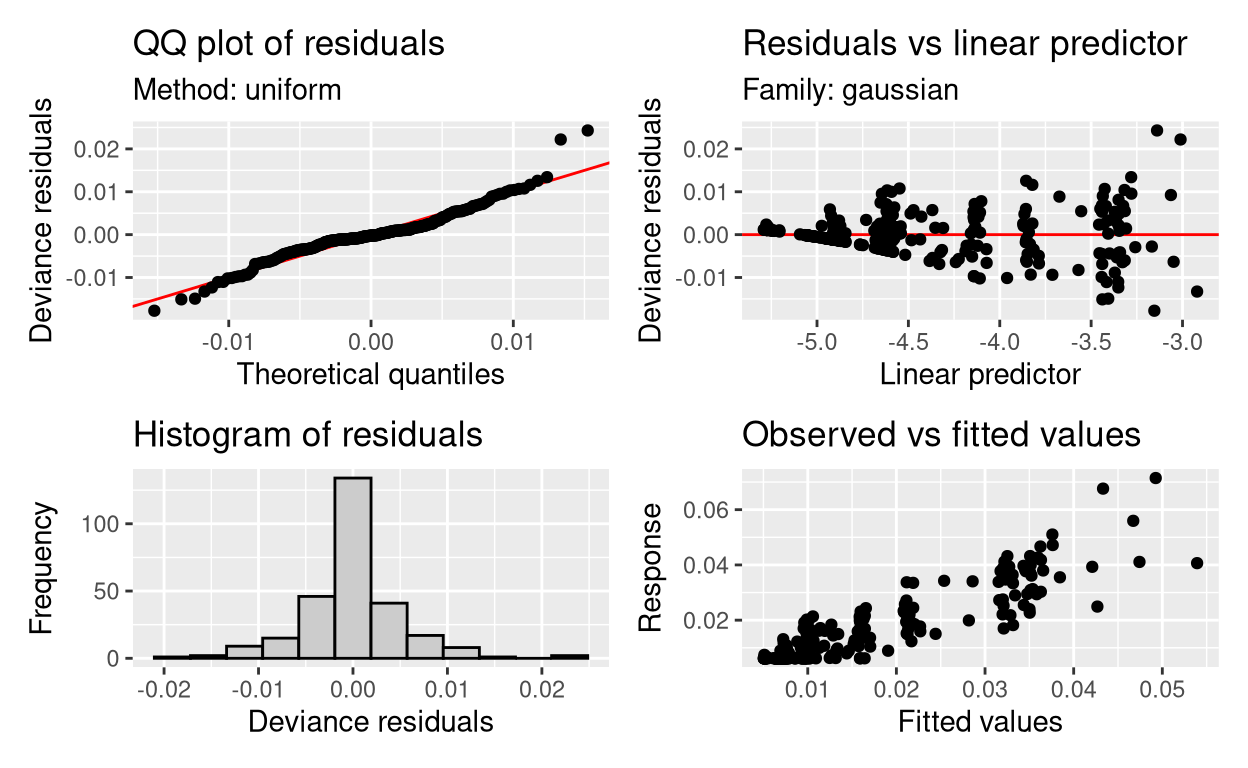 QQ plot of residuals
Method: uniform
Deviance residuals
0.02
0.01
0.00
-0.01
-0.01
0.00
0.01
Theoretical quantiles
Residuals vs linear predictor
Family: gaussian
Deviance residuals
0.02
0.01
0.00
-0.01
-5.0
-4.5
-4.0
-3.5
-3.0
Linear predictor
Histogram of residuals
Frequency
100
50
0
-0.02
-0.01
0.00
0.01
0.02
Deviance residuals
Observed vs fitted values
Response
0.06
0.04
0.02
0.01
0.02
0.03
0.04
0.05
Fitted values